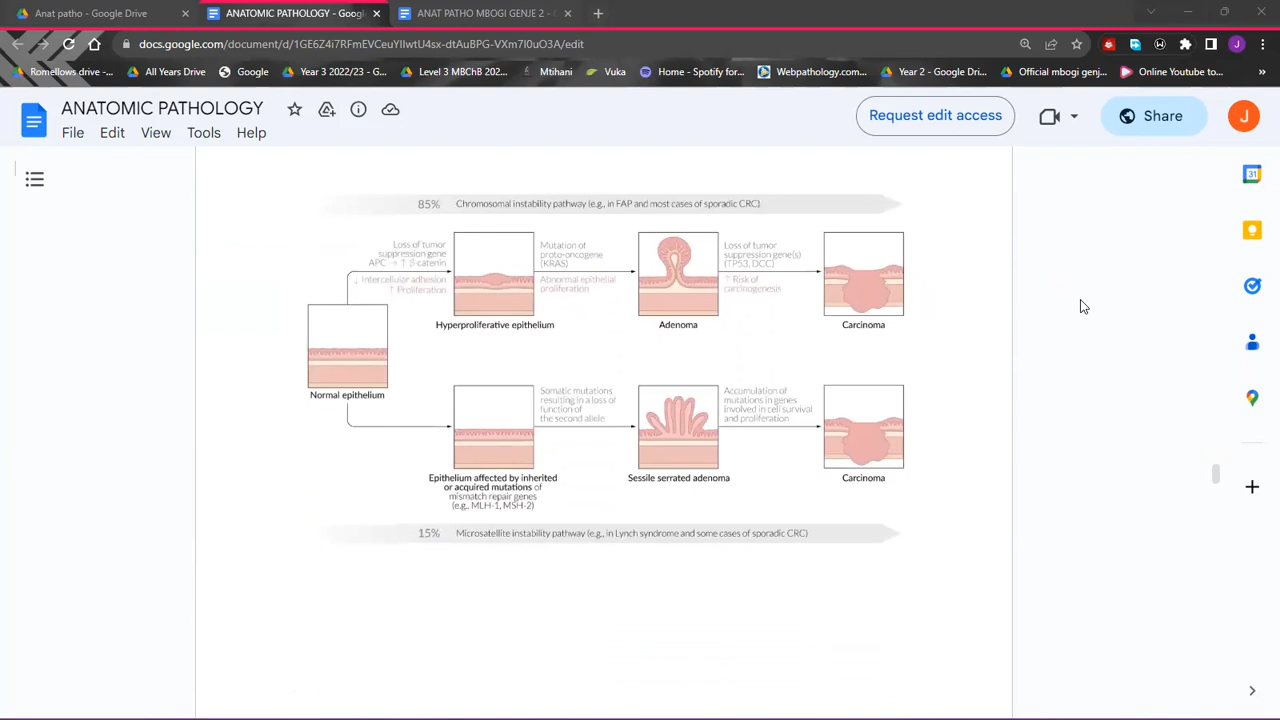 Anat patho - Google Drive
ANATOMIC PATHOLOGY - Googl
ANAT PATHO MBOGI GENJE 2 -
docs.google.com/document/d/1GE6Z4i7RFmEVCeuYIIwtU4sx-dtAuBPG-VXm7I0uO3A/edit
Romellows drive -...
All Years Drive
Google
Year 3 2022/23 - G...
Level 3 MBChB 202...
Mtihani
Vuka
Home - Spotify for...
Webpathology.com...
Year 2 - Google Dri...
Official mbogi genj...
Online Youtube to...
ANATOMIC PATHOLOGY
File
Edit
View
Tools
Help
Request edit access
Share
J
J
31
85%
Chromosomal instability pathway (e.g., in FAP and most cases of sporadic CRC)
Loss of tumor
suppression gene
APC → ↑ β-catenin
↓ Intercellular adhesion
↑ Proliferation
Mutation of
proto-oncogene
(KRAS)
Abnormal epithelial
proliferation
Loss of tumor
suppression gene(s)
(TP53, DCC)
↑ Risk of
carcinogenesis
Hyperproliferative epithelium
Adenoma
Carcinoma
Normal epithelium
Somatic mutations
resulting in a loss of
function of
the second allele
Accumulation of
mutations in genes
involved in cell survival
and proliferation
Epithelium affected by inherited
or acquired mutations of
mismatch repair genes
(e.g., MLH-1, MSH-2)
Sessile serrated adenoma
Carcinoma
15%
Microsatellite instability pathway (e.g., in Lynch syndrome and some cases of sporadic CRC)